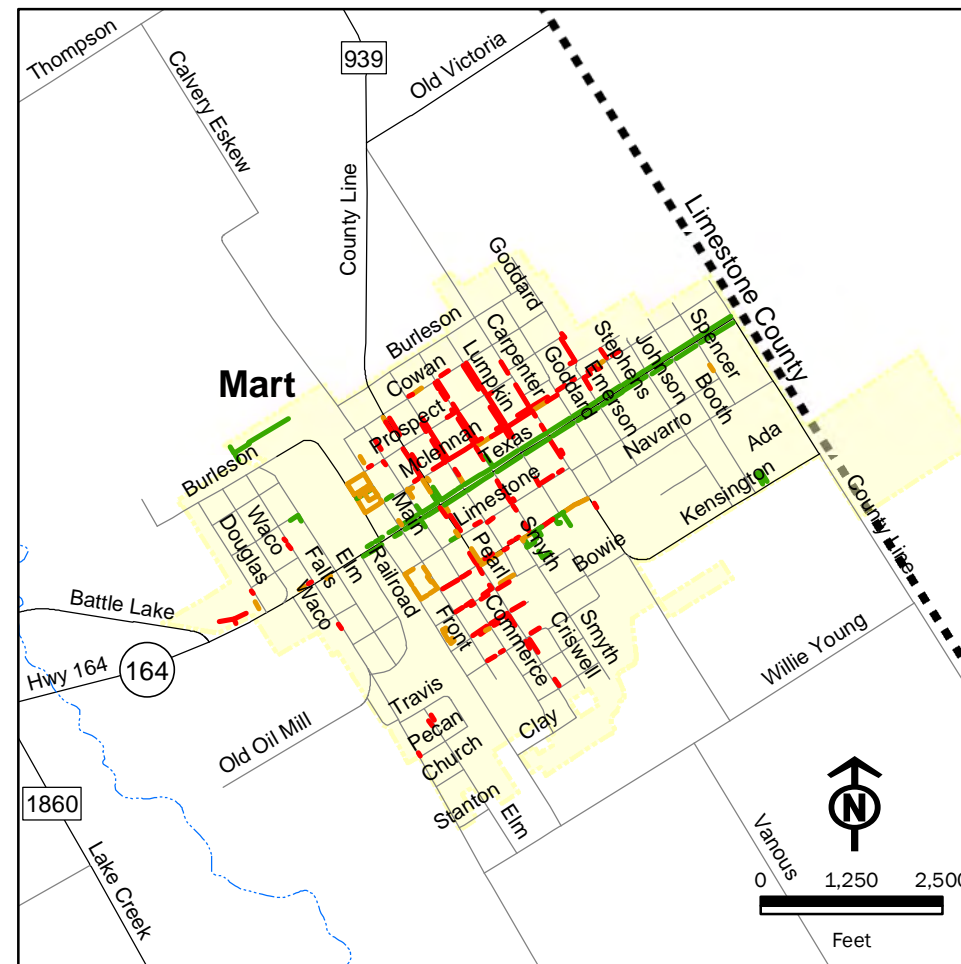 Thompson
Calvery Eskew
939
Old Victoria
County Line
Limestone County
Goddard
Burleson
Carpenter
Cowan
Lumpkin
Goddard
Stephens
Emerson
Johnson
Spencer
Booth
Mart
Prospect
Mclennan
Texas
Navarro
Ada
Burleson
Main
Limestone
Kensington
County Line
Waco
Douglas
Falls
Elm
Railroad
Smyth
Pearl
Bowie
Battle Lake
Waco
Front
Commerce
Smyth
Criswell
Willie Young
Hwy 164
164
Travis
Pecan
Clay
Old Oil Mill
Church
1860
Stanton
Elm
N
Lake Creek
Vanous
0 1,250 2,500
Feet